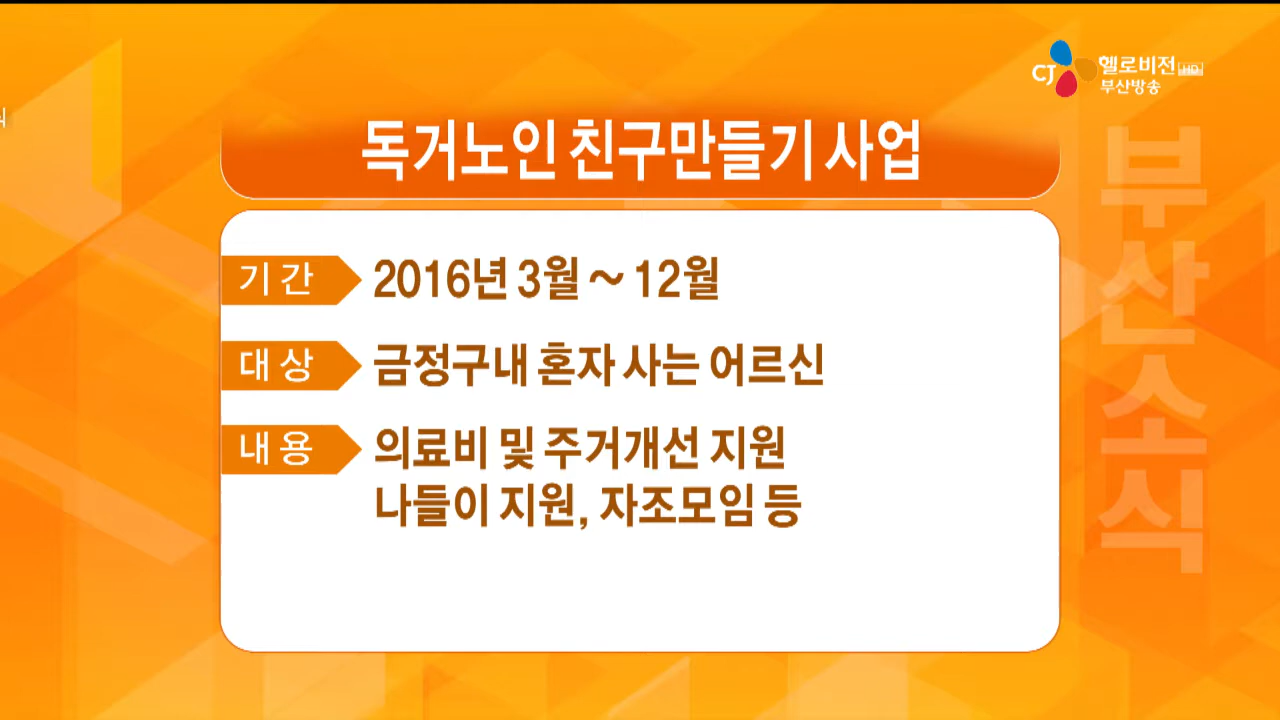 CJ 헬로비전 HD
부산방송
독거노인 친구만들기 사업
기간 2016년 3월 ~ 12월
대상 금정구내 혼자 사는 어르신
내용 의료비 및 주거개선 지원
나들이 지원, 자조모임 등
부산소식